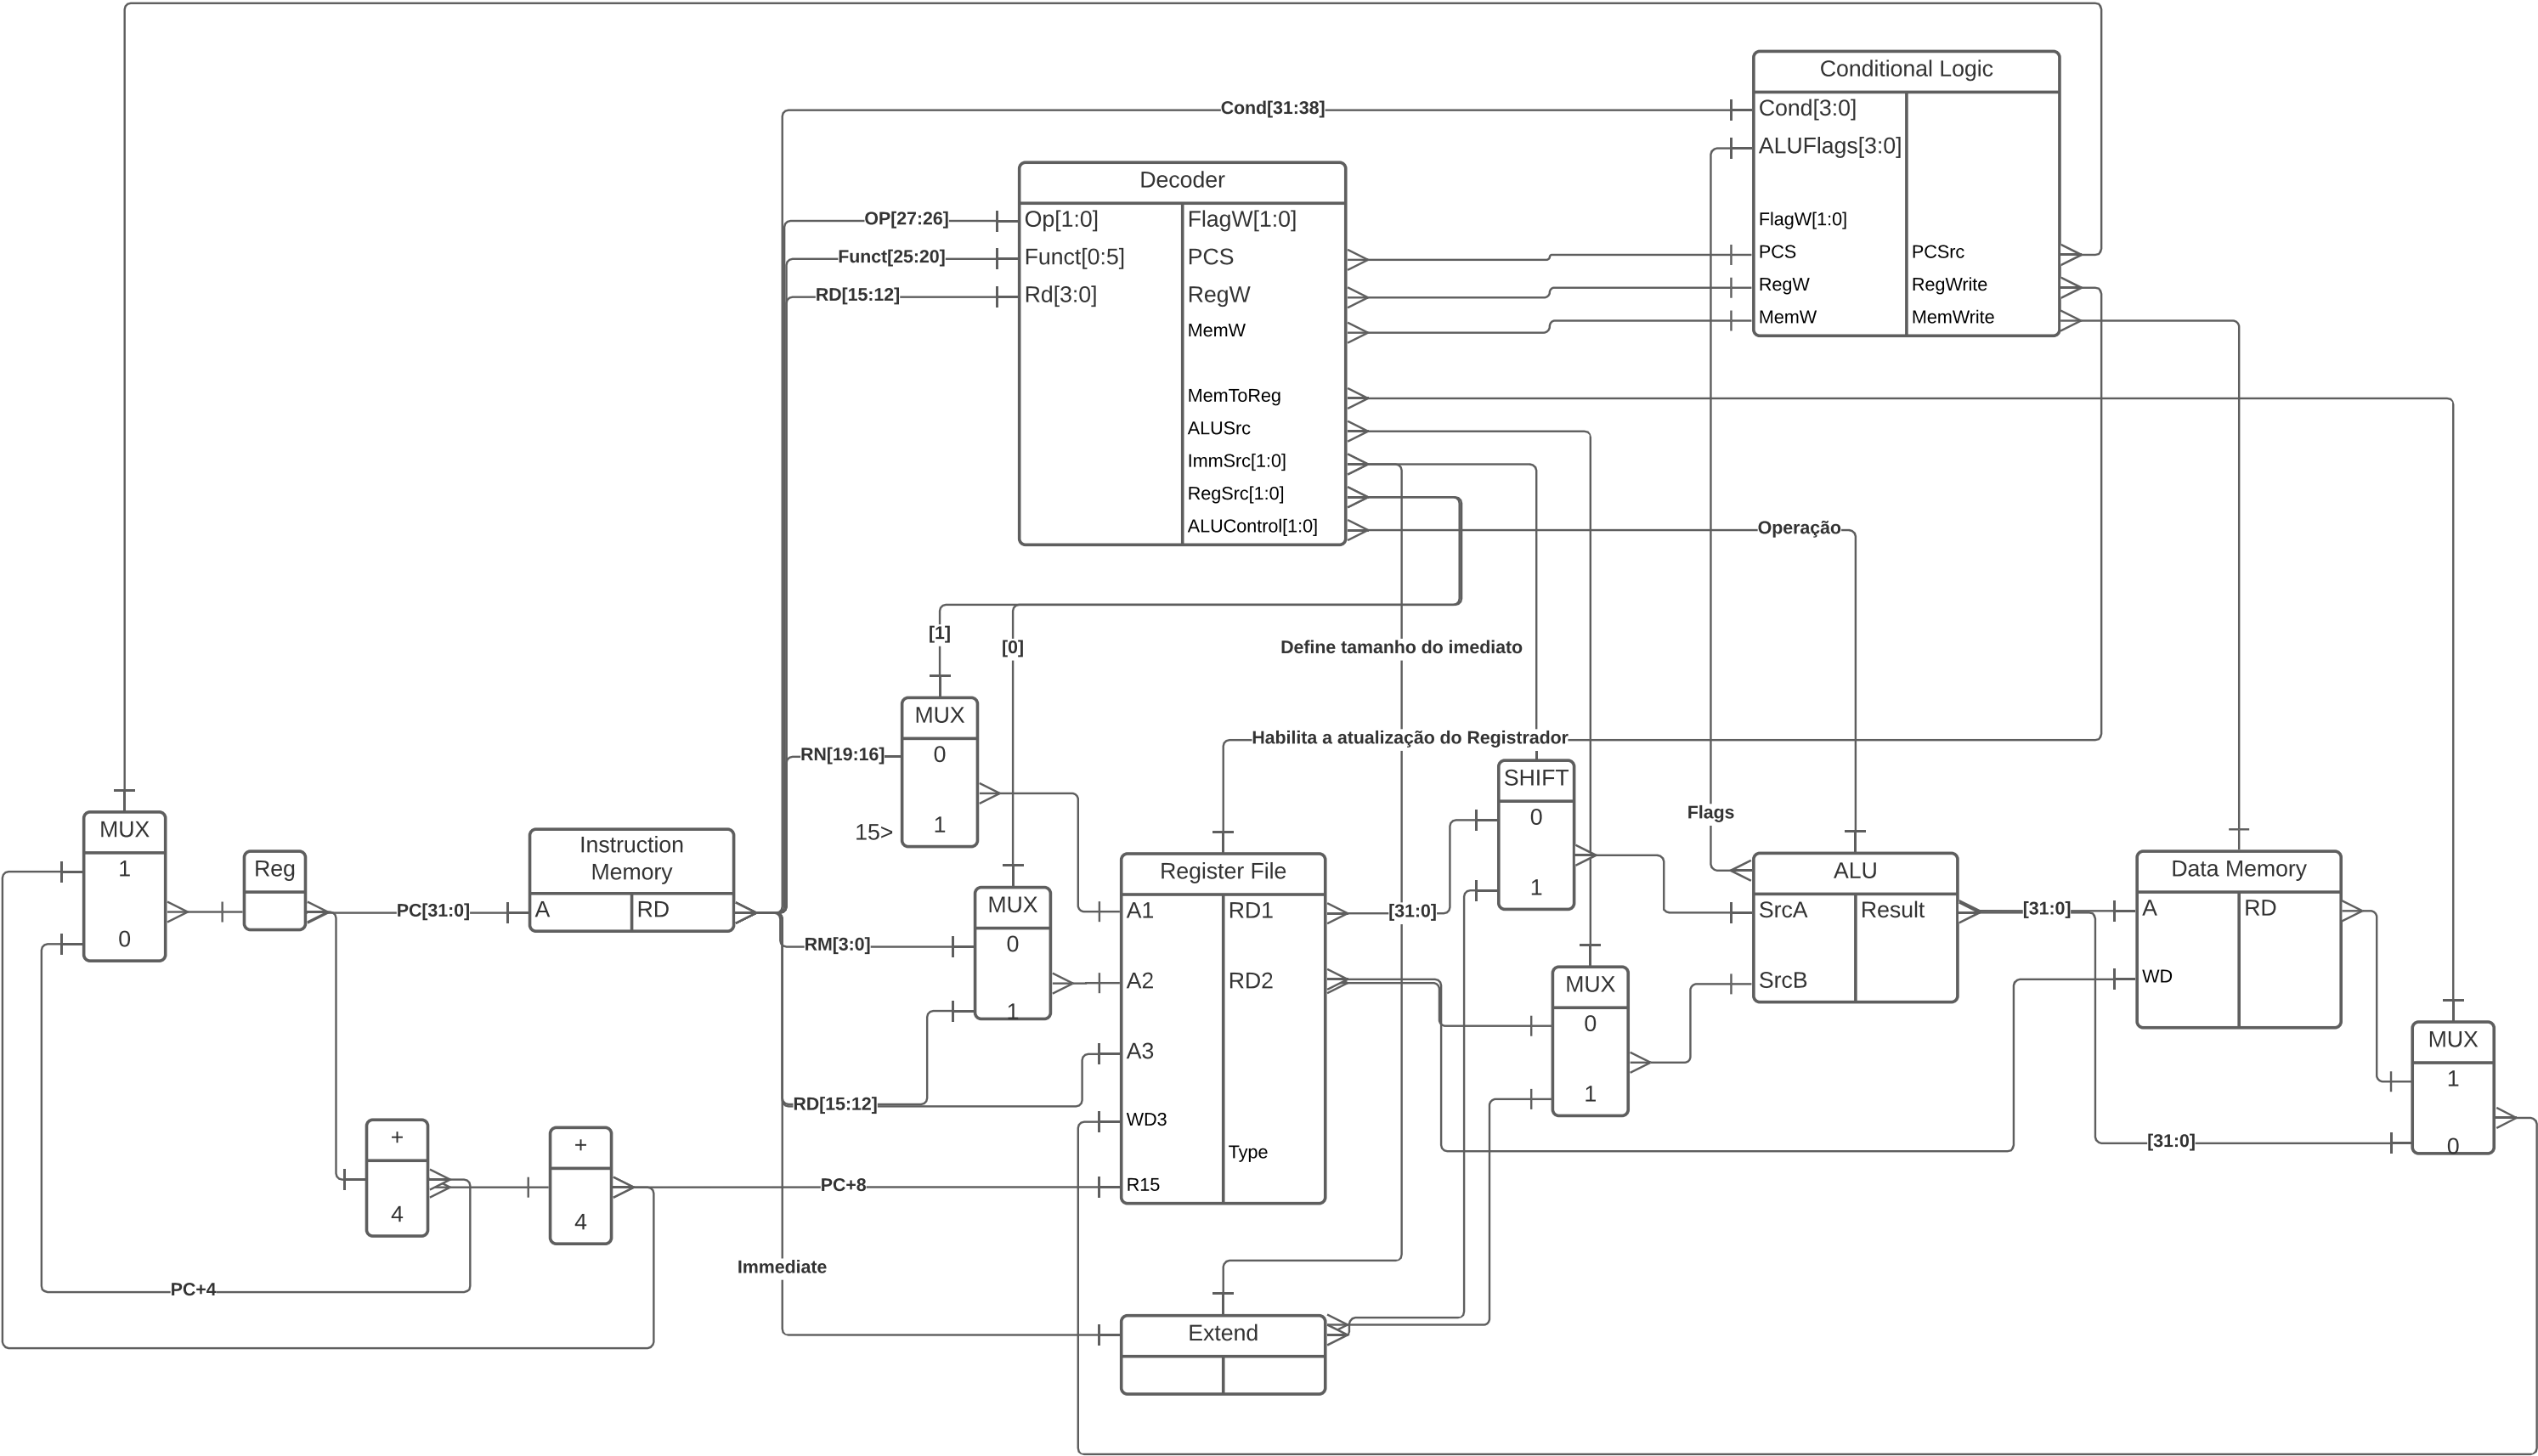 Conditional Logic
Cond[31:38]
Cond[3:0]
ALUFlags[3:0]
FlagW[1:0]
PCS
RegW
MemW
PCSrc
RegWrite
MemWrite
Decoder
OP[27:26]
Funct[25:20]
RD[15:12]
Op[1:0]
Funct[0:5]
Rd[3:0]
FlagW[1:0]
PCS
RegW
MemW
MemToReg
ALUSrc
ImmSrc[1:0]
RegSrc[1:0]
ALUControl[1:0]
Operação
[1]
[0]
Define tamanho do imediato
Habilita a atualização do Registrador
MUX
RN[19:16]
0
1
15>
SHIFT
0
1
Flags
MUX
1
0
Reg
PC[31:0]
Instruction
Memory
A
RD
MUX
RM[3:0]
0
1
RD[15:12]
Register File
A1
A2
A3
WD3
R15
RD1
RD2
Type
[31:0]
MUX
0
1
ALU
SrcA
SrcB
Result
[31:0]
Data Memory
A
WD
RD
MUX
1
0
[31:0]
+
4
+
4
PC+8
PC+4
Immediate
Extend